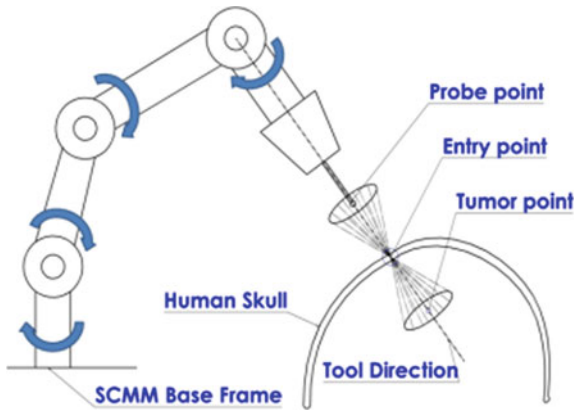 Probe point
Entry point
Tumor point
Human Skull
Tool Direction
SCMM Base Frame